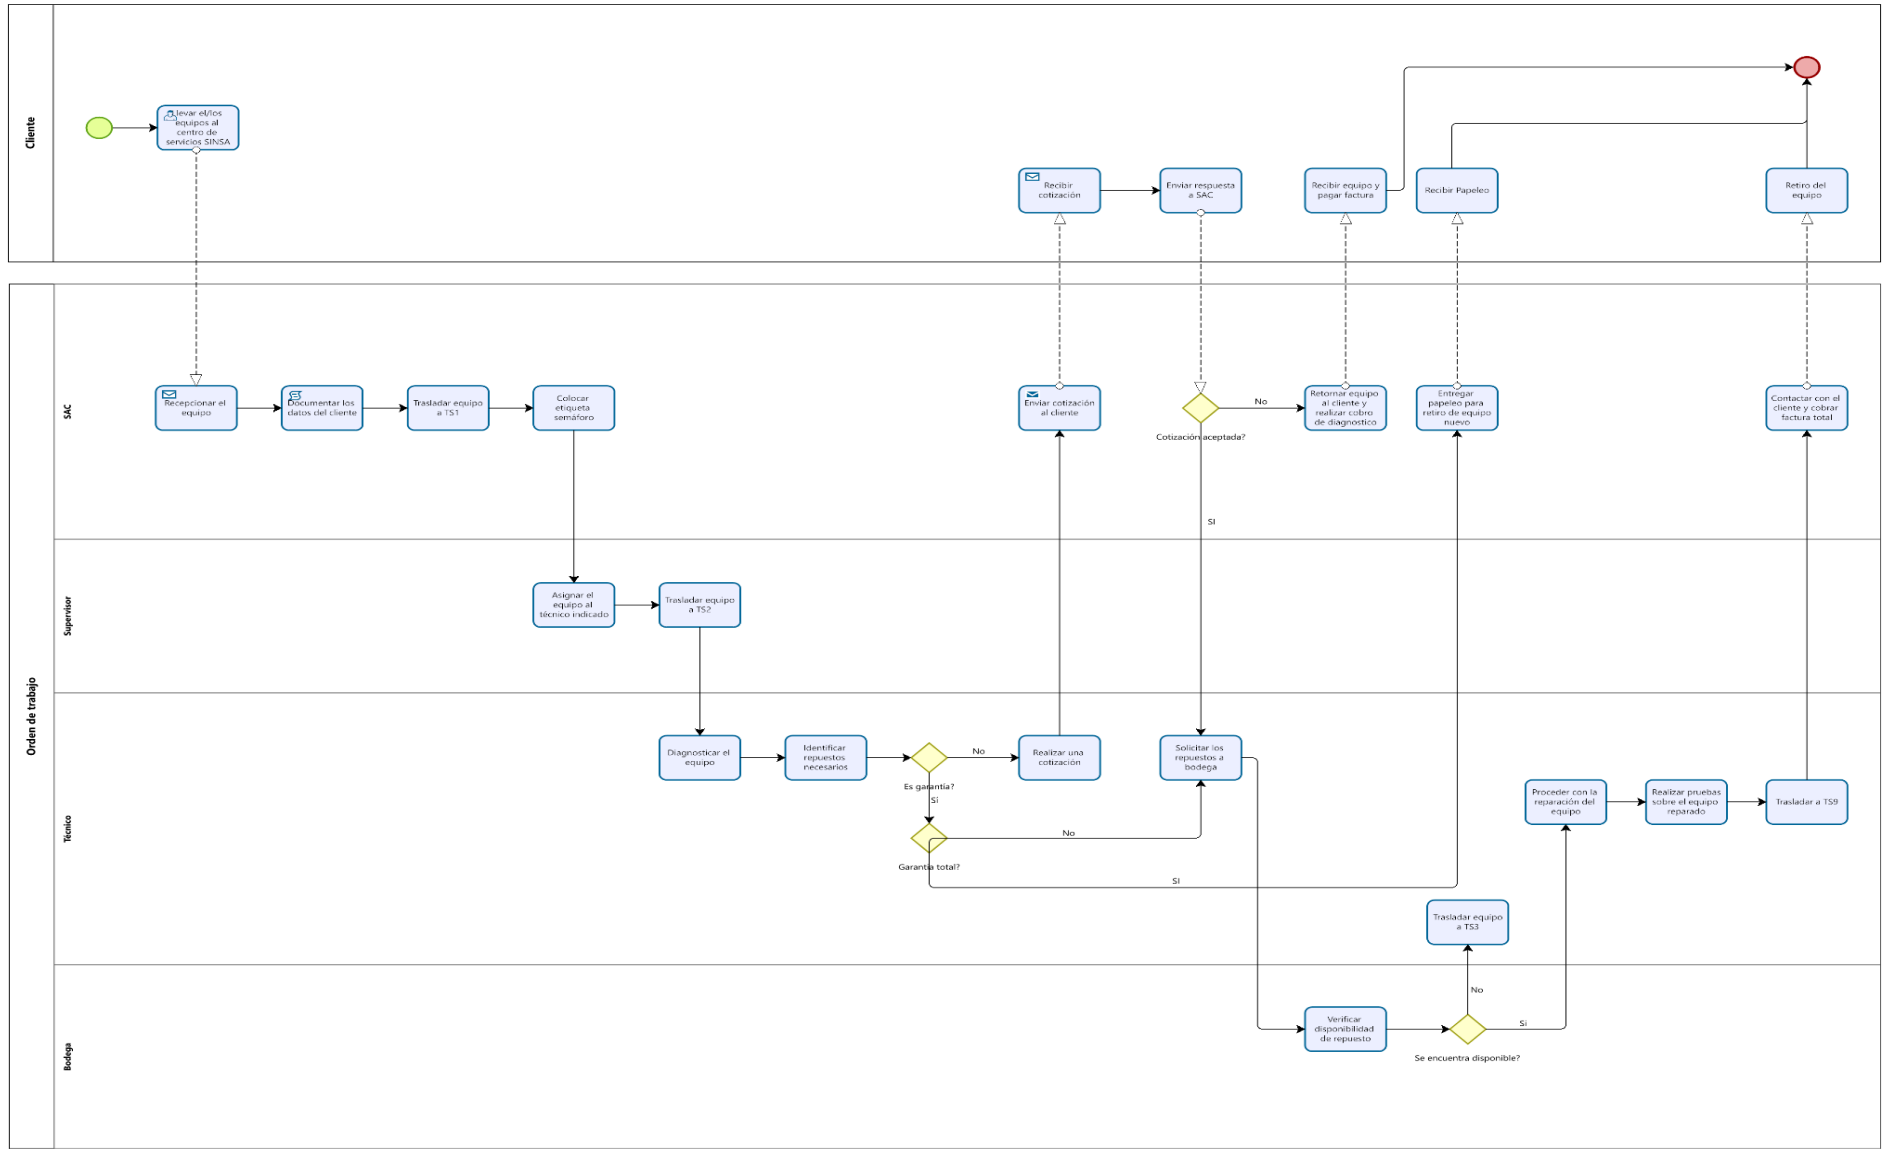 Cliente
Llevar el/los
equipos al
centro de
servicios SINSA
Recibir
cotización
Enviar respuesta
a SAC
Recibir equipo y
pagar factura
Recibir Papeleo
Retiro del
equipo
Orden de trabajo
SAC
Recepcionar el
equipo
Documentar los
datos del cliente
Trasladar equipo
a TS1
Colocar
etiqueta
semáforo
Enviar cotización
al cliente
Cotización aceptada?
No
SI
Retornar equipo
al cliente y
realizar cobro
de diagnostico
Entregar
papeleo para
retiro de equipo
nuevo
Contactar con el
cliente y cobrar
factura total
Supervisor
Asignar el
equipo al
técnico indicado
Trasladar equipo
a TS2
Técnico
Diagnosticar el
equipo
Identificar
repuestos
necesarios
Es garantía?
No
Si
Realizar una
cotización
Solicitar los
repuestos a
bodega
Garantía total?
No
SI
Proceder con la
reparación del
equipo
Realizar pruebas
sobre el equipo
reparado
Trasladar a TS9
Trasladar equipo
a TS3
Bodega
Verificar
disponibilidad
de repuesto
No
Si
Se encuentra disponible?